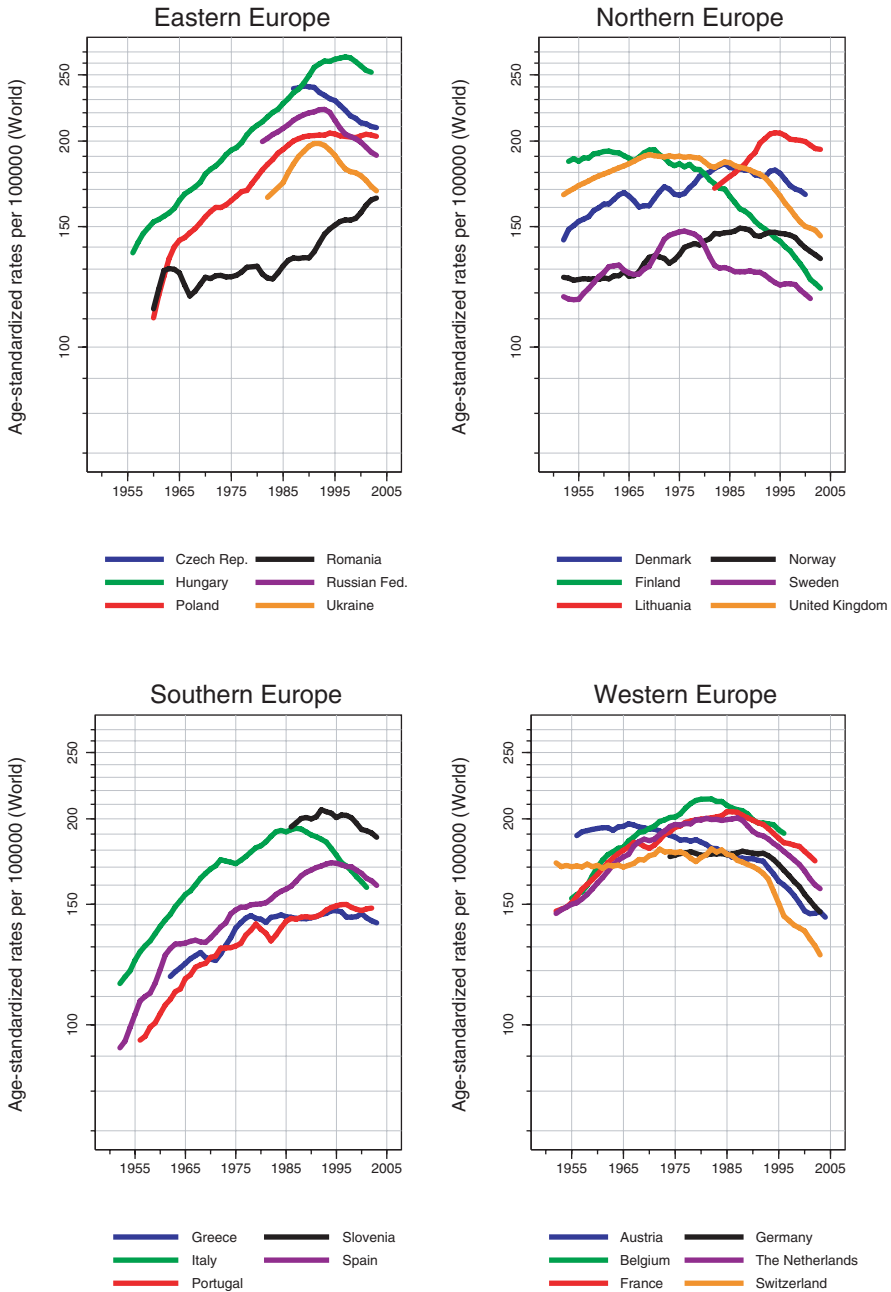 Eastern Europe
Age-standardized rates per 100000 (World)
250
200
150
100
1955 1965 1975 1985 1995 2005
Czech Rep. Romania
Hungary Russian Fed.
Poland Ukraine
Northern Europe
Age-standardized rates per 100000 (World)
250
200
150
100
1955 1965 1975 1985 1995 2005
Denmark Norway
Finland Sweden
Lithuania United Kingdom
Southern Europe
Age-standardized rates per 100000 (World)
250
200
150
100
1955 1965 1975 1985 1995 2005
Greece Slovenia
Italy Spain
Portugal
Western Europe
Age-standardized rates per 100000 (World)
250
200
150
100
1955 1965 1975 1985 1995 2005
Austria Germany
Belgium The Netherlands
France Switzerland